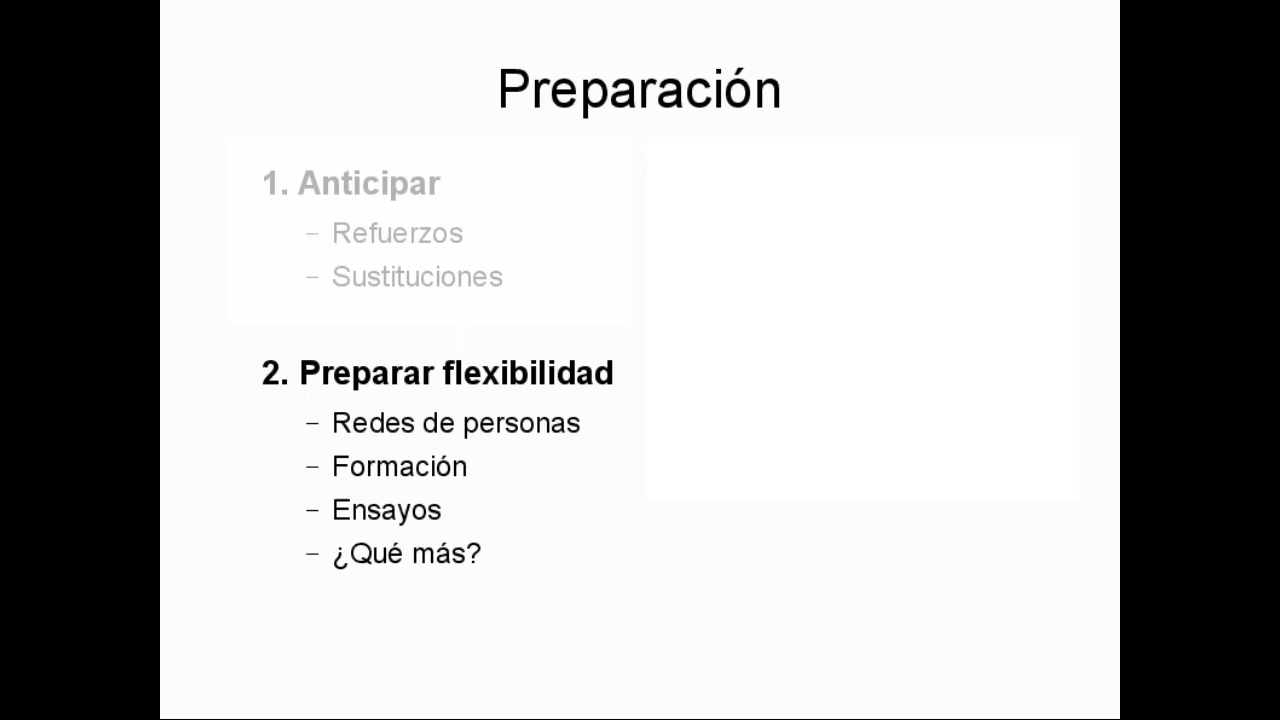 Preparación
1. Anticipar
– Refuerzos
– Sustituciones
2. Preparar flexibilidad
– Redes de personas
– Formación
– Ensayos
– ¿Qué más?